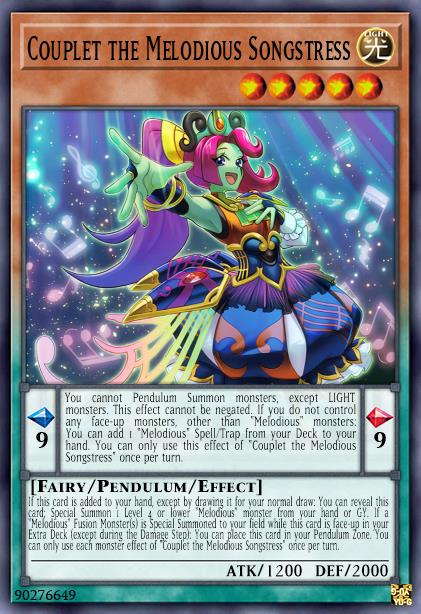 Couplet the Melodious Songstress
LIGHT
光
You cannot Pendulum Summon monsters, except LIGHT
monsters. This effect cannot be negated. If you do not control
any face-up monsters, other than "Melodious" monsters:
You can add 1 "Melodious" Spell/Trap from your Deck to your
hand. You can only use this effect of "Couplet the Melodious
Songstress" once per turn.
9
9
[Fairy/Pendulum/Effect]
If this card is added to your hand, except by drawing it for your normal draw: You can reveal this
card; Special Summon 1 Level 4 or lower "Melodious" monster from your hand or GY. If a
"Melodious" Fusion Monster(s) is Special Summoned to your field while this card is face-up in your
Extra Deck (except during the Damage Step): You can place this card in your Pendulum Zone. You can
only use each monster effect of "Couplet the Melodious Songstress" once per turn.
ATK/1200 DEF/2000
90276649